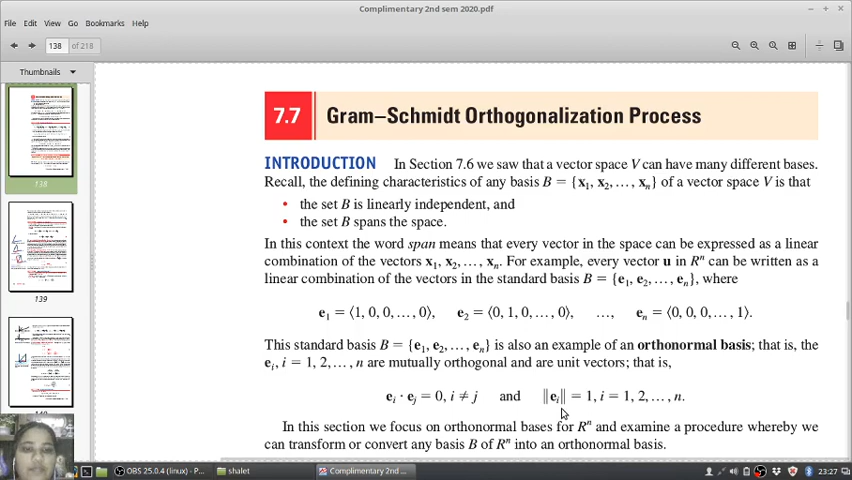 Complimentary 2nd sem 2020.pdf
File Edit View Go Bookmarks Help
138 of 218
Thumbnails
138
139
7.7 Gram–Schmidt Orthogonalization Process
INTRODUCTION In Section 7.6 we saw that a vector space V can have many different bases.
Recall, the defining characteristics of any basis B = {x₁, x₂, . . . , xₙ} of a vector space V is that
• the set B is linearly independent, and
• the set B spans the space.
In this context the word span means that every vector in the space can be expressed as a linear
combination of the vectors x₁, x₂, . . . , xₙ. For example, every vector u in Rⁿ can be written as a
linear combination of the vectors in the standard basis B = {e₁, e₂, . . . , eₙ}, where
e₁ = ⟨1, 0, 0, . . . , 0⟩, e₂ = ⟨0, 1, 0, . . . , 0⟩, . . . , eₙ = ⟨0, 0, 0, . . . , 1⟩.
This standard basis B = {e₁, e₂, . . . , eₙ} is also an example of an orthonormal basis; that is, the
eᵢ, i = 1, 2, . . . , n are mutually orthogonal and are unit vectors; that is,
eᵢ • eⱼ = 0, i ≠ j and ‖eᵢ‖ = 1, i = 1, 2, . . . , n.
In this section we focus on orthonormal bases for Rⁿ and examine a procedure whereby we
can transform or convert any basis B of Rⁿ into an orthonormal basis.
OBS 25.0.4 (linux) - P... shalet Complimentary 2nd sem ... 23:27